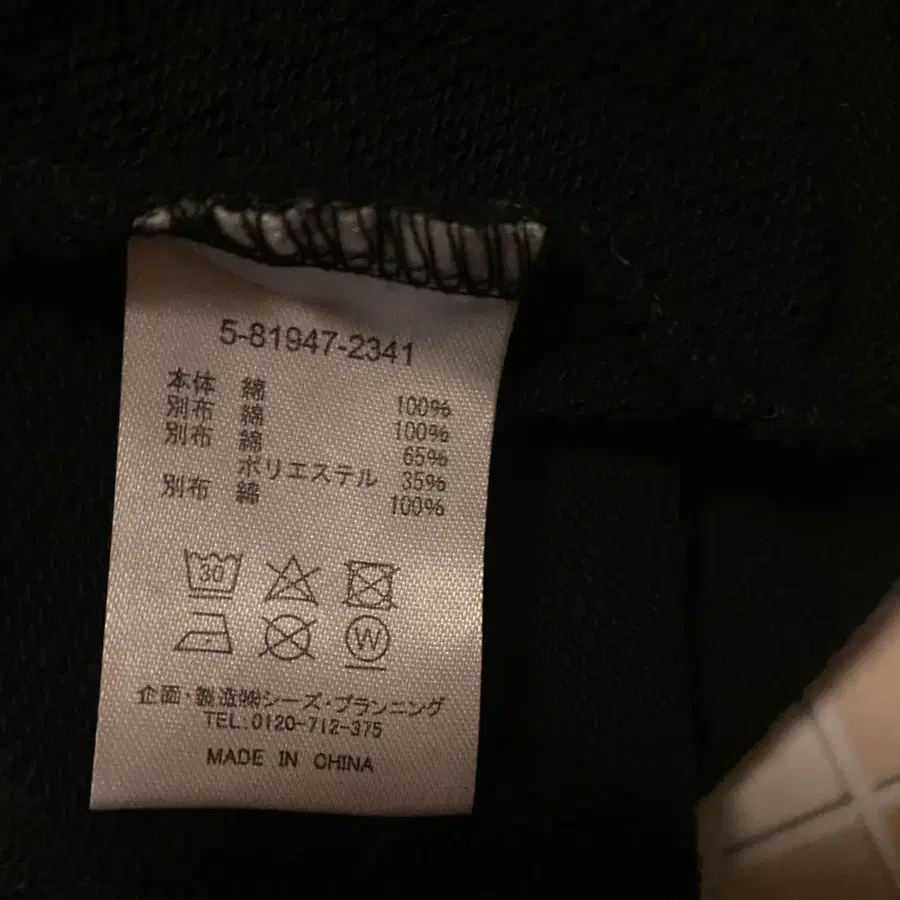 5-81947-2341
本体 綿 100%
別布 綿 100%
別布 綿 65%
ポリエステル 35%
別布 綿 100%
30
W
企画・製造㈱シーズ・プランニング
TEL:0120-712-375
MADE IN CHINA